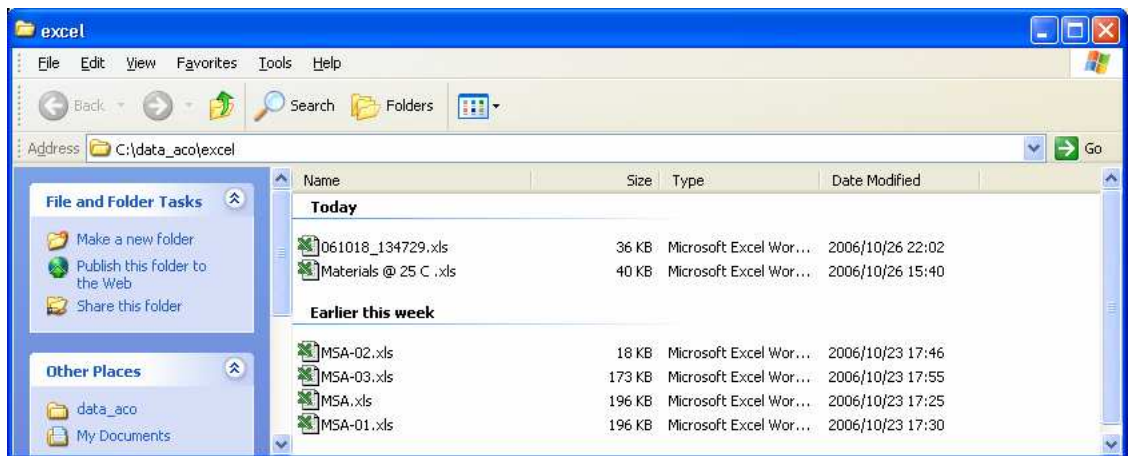 excel
File Edit View Favorites Tools Help
Back Search Folders
Address C:\data_aco\excel Go
File and Folder Tasks
Make a new folder
Publish this folder to
the Web
Share this folder
Other Places
data_aco
My Documents
Name Size Type Date Modified
Today
061018_134729.xls 36 KB Microsoft Excel Wor... 2006/10/26 22:02
Materials @ 25 C .xls 40 KB Microsoft Excel Wor... 2006/10/26 15:40
Earlier this week
MSA-02.xls 18 KB Microsoft Excel Wor... 2006/10/23 17:46
MSA-03.xls 173 KB Microsoft Excel Wor... 2006/10/23 17:55
MSA.xls 196 KB Microsoft Excel Wor... 2006/10/23 17:25
MSA-01.xls 196 KB Microsoft Excel Wor... 2006/10/23 17:30